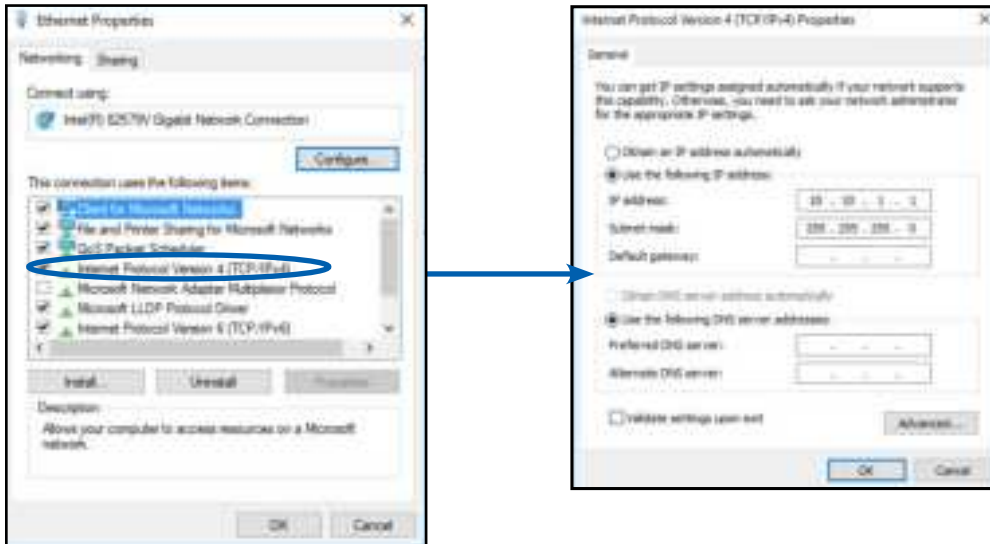 Ethernet Properties
Networking Sharing
Connect using:
Intel(R) 82579V Gigabit Network Connection
Configure...
This connection uses the following items:
Client for Microsoft Networks
File and Printer Sharing for Microsoft Networks
QoS Packet Scheduler
Internet Protocol Version 4 (TCP/IPv4)
Microsoft Network Adapter Multiplexor Protocol
Microsoft LLDP Protocol Driver
Internet Protocol Version 6 (TCP/IPv6)
Install... Uninstall Properties
Description
Allows your computer to access resources on a Microsoft
network.
OK Cancel
Internet Protocol Version 4 (TCP/IPv4) Properties
General
You can get IP settings assigned automatically if your network supports
this capability. Otherwise, you need to ask your network administrator
for the appropriate IP settings.
Obtain an IP address automatically
Use the following IP address:
IP address: 10 . 1 . 1
Subnet mask: 255 . 255 . 255 . 0
Default gateway: . . .
Obtain DNS server address automatically
Use the following DNS server addresses:
Preferred DNS server: . . .
Alternate DNS server: . . .
Validate settings upon exit
Advanced...
OK Cancel